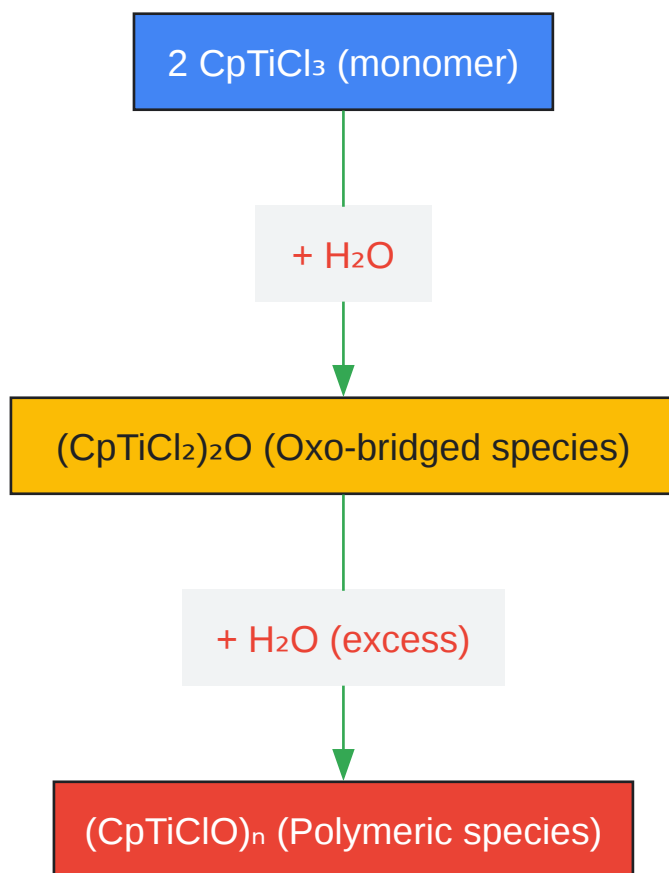 2 CpTiCl₃ (monomer)
+ H₂O
(CpTiCl₂)₂O (Oxo-bridged species)
+ H₂O (excess)
(CpTiClO)ₙ (Polymeric species)